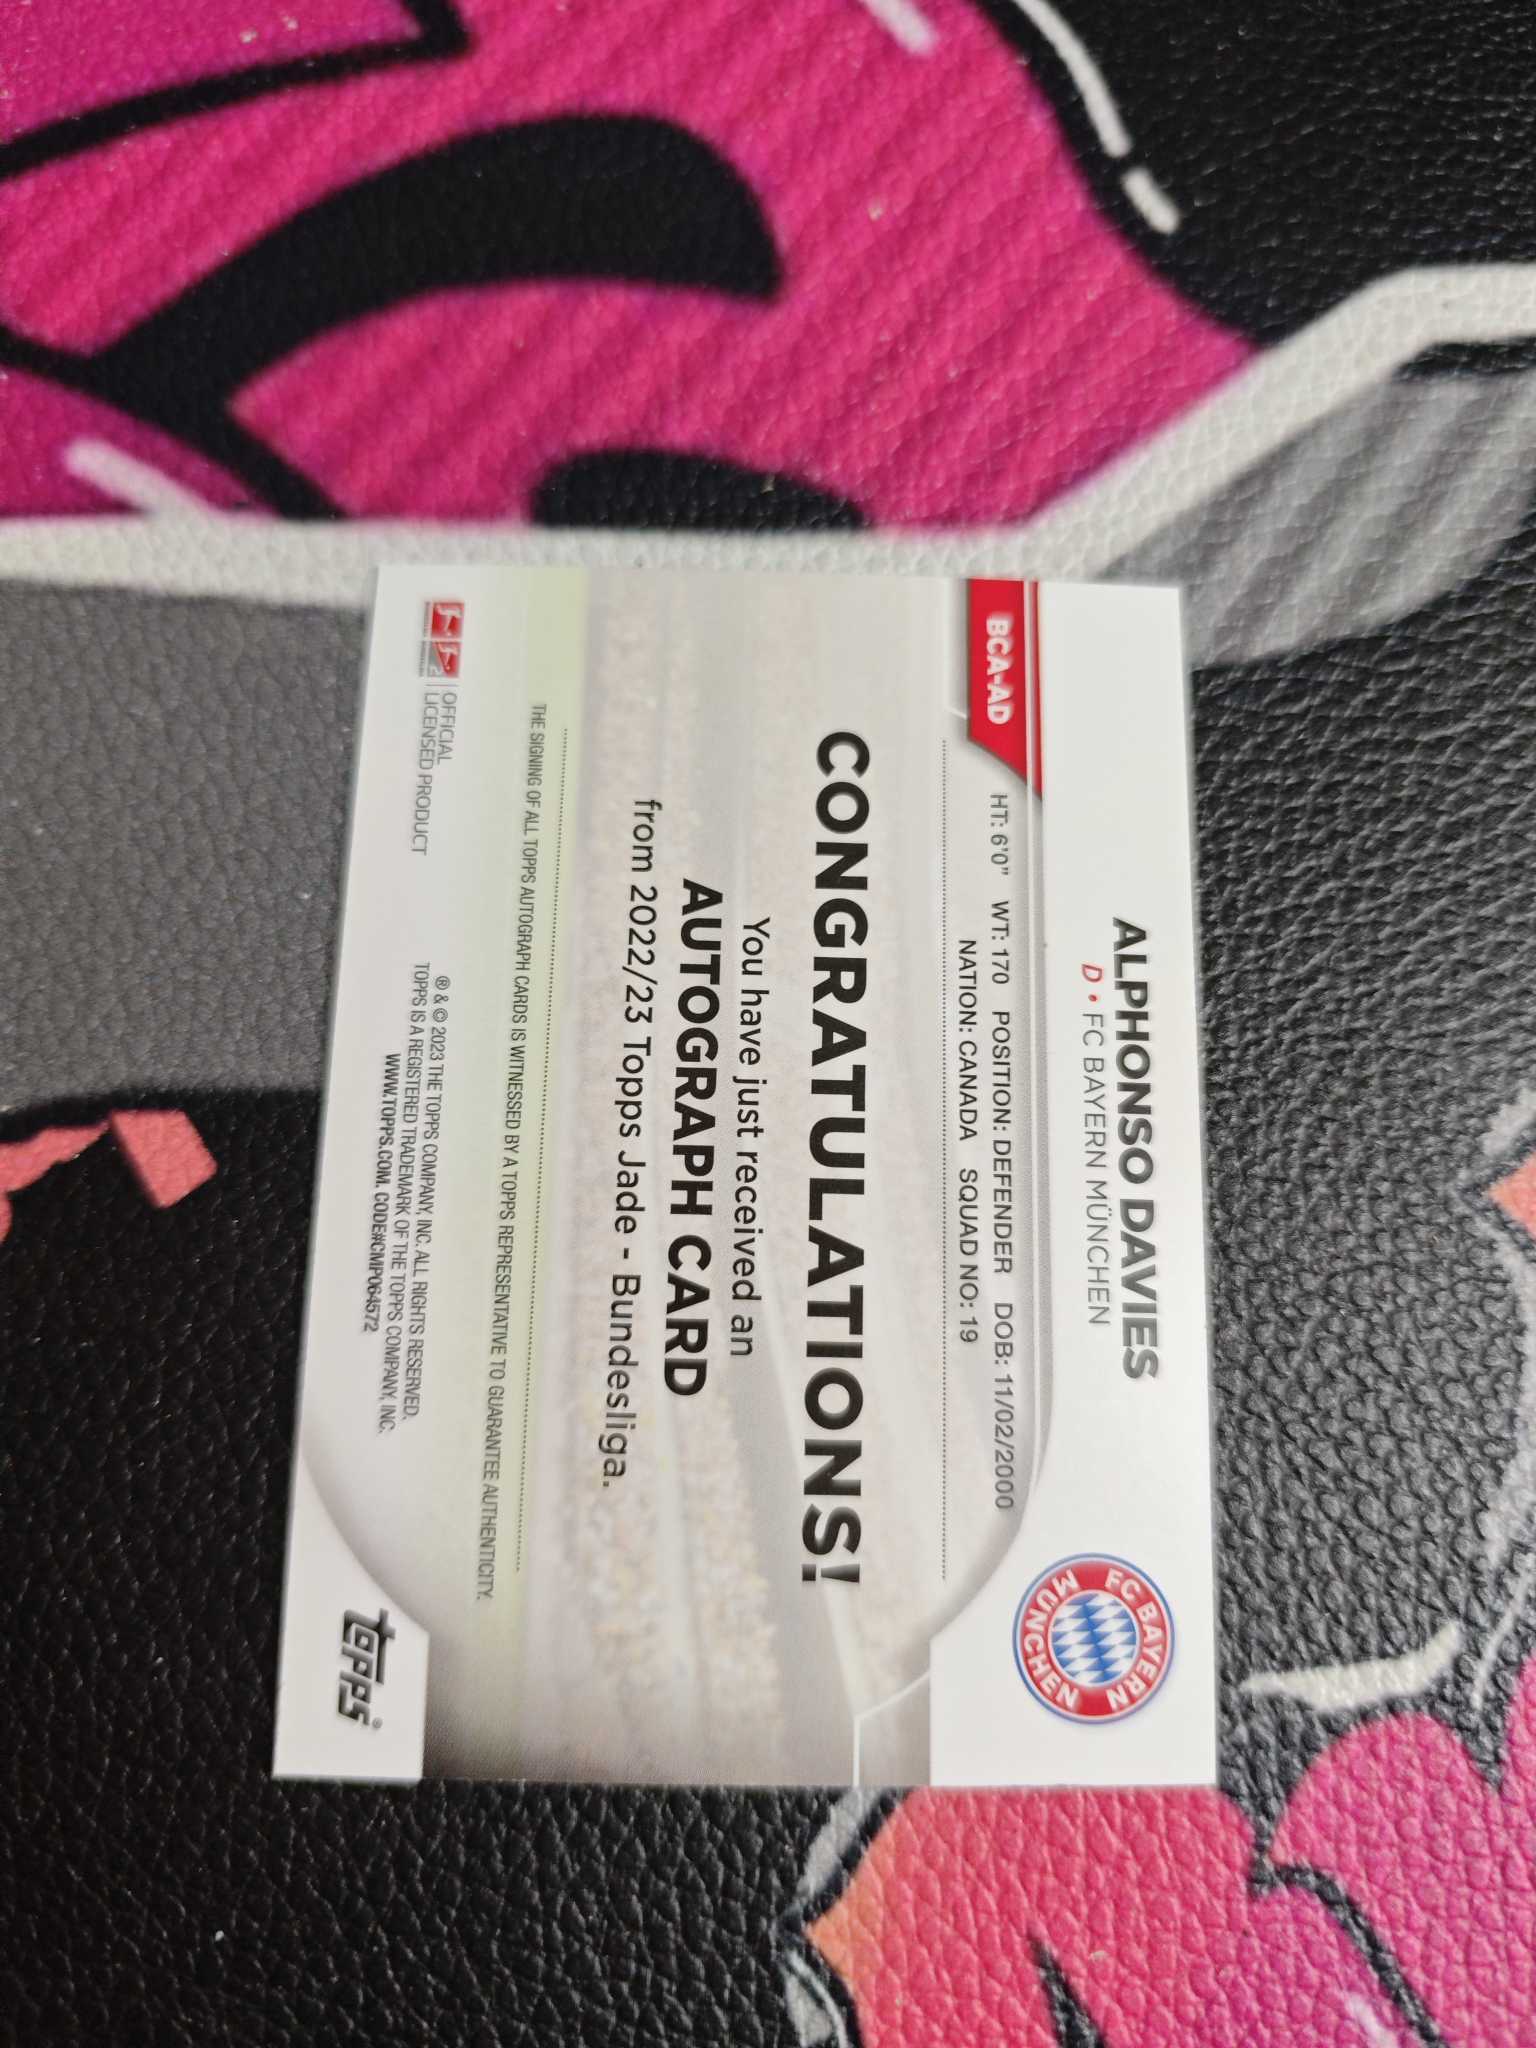 ALPHONSO DAVIES
D • FC BAYERN MÜNCHEN
FC BAYERN
MÜNCHEN
BCA-AD
HT: 6'0" WT: 170 POSITION: DEFENDER DOB: 11/02/2000
NATION: CANADA SQUAD NO: 19
CONGRATULATIONS!
You have just received an
AUTOGRAPH CARD
from 2022/23 Topps Jade - Bundesliga.
THE SIGNING OF ALL TOPPS AUTOGRAPH CARDS IS WITNESSED BY A TOPPS REPRESENTATIVE TO GUARANTEE AUTHENTICITY.
OFFICIAL
LICENSED PRODUCT
® & © 2023 THE TOPPS COMPANY, INC. ALL RIGHTS RESERVED.
TOPPS IS A REGISTERED TRADEMARK OF THE TOPPS COMPANY, INC.
WWW.TOPPS.COM. CODE#CMP064572
topps®